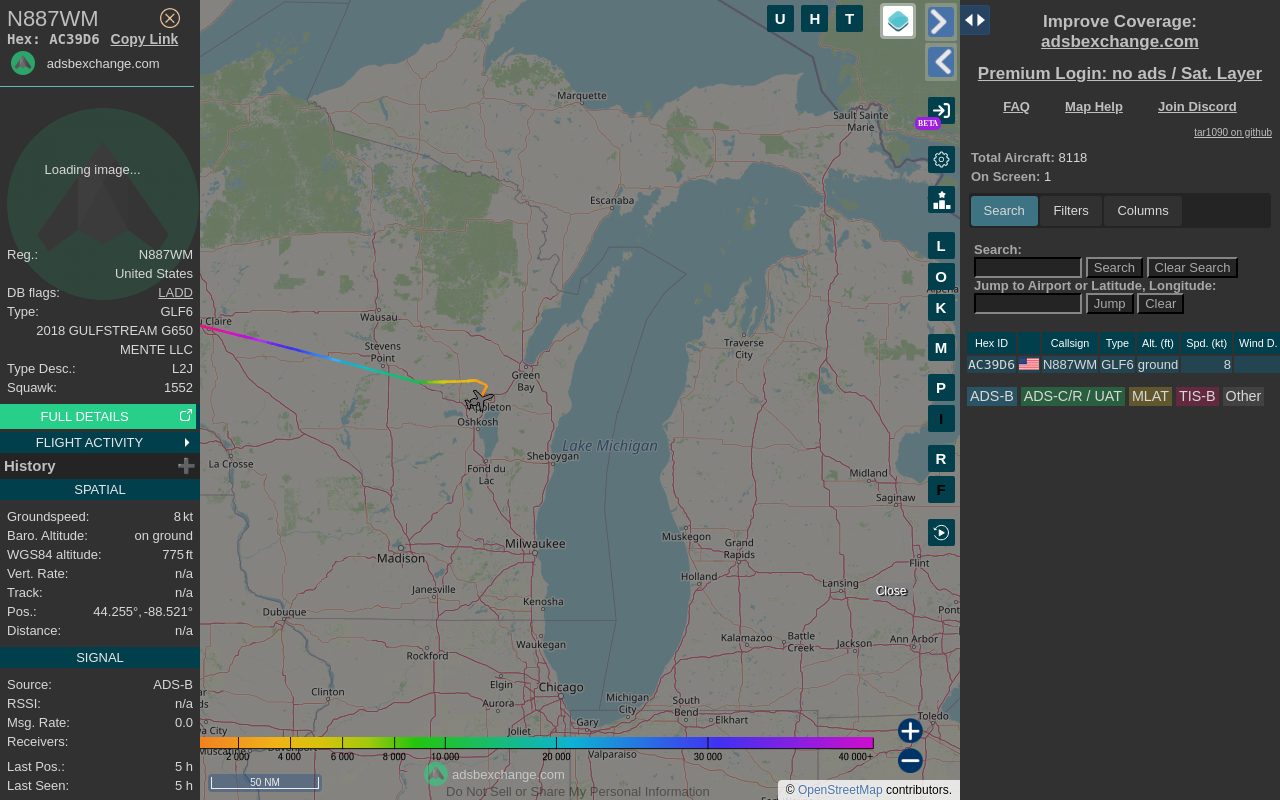 N887WM
Hex: AC39D6 Copy Link
adsbexchange.com
Loading image...
Reg.: N887WM
United States
DB flags: LADD
Type: GLF6
2018 GULFSTREAM G650
MENTE LLC
Type Desc.: L2J
Squawk: 1552
FULL DETAILS
FLIGHT ACTIVITY
History
SPATIAL
Groundspeed: 8 kt
Baro. Altitude: on ground
WGS84 altitude: 775 ft
Vert. Rate: n/a
Track: n/a
Pos.: 44.255°, -88.521°
Distance: n/a
SIGNAL
Source: ADS-B
RSSI: n/a
Msg. Rate: 0.0
Receivers:
Last Pos.: 5 h
Last Seen: 5 h
U H T
Marquette
Sault Sainte
Marie
BETA
Escanaba
L
O
K
M
P
I
R
F
Claire
Wausau
Stevens
Point
Green
Bay
Traverse
City
Appleton
Oshkosh
Lake Michigan
La Crosse
Fond du
Lac
Sheboygan
Midland
Saginaw
Madison
Milwaukee
Muskegon
Grand
Rapids
Flint
Janesville
Holland
Lansing
Close
Kenosha
Dubuque
Waukegan
Kalamazoo
Battle
Creek
Jackson
Ann Arbor
Rockford
Clinton
Elgin
Chicago
Aurora
Michigan
City
South
Bend
Elkhart
Joliet
Gary
Toledo
Valparaiso
2 000 4 000 6 000 8 000 10 000 20 000 30 000 40 000+
50 NM
adsbexchange.com
Do Not Sell or Share My Personal Information
© OpenStreetMap contributors.
Improve Coverage:
adsbexchange.com
Premium Login: no ads / Sat. Layer
FAQ Map Help Join Discord
tar1090 on github
Total Aircraft: 8118
On Screen: 1
Search Filters Columns
Search:
Search Clear Search
Jump to Airport or Latitude, Longitude:
Jump Clear
Hex ID Callsign Type Alt. (ft) Spd. (kt) Wind D.
AC39D6 N887WM GLF6 ground 8
ADS-B ADS-C/R / UAT MLAT TIS-B Other